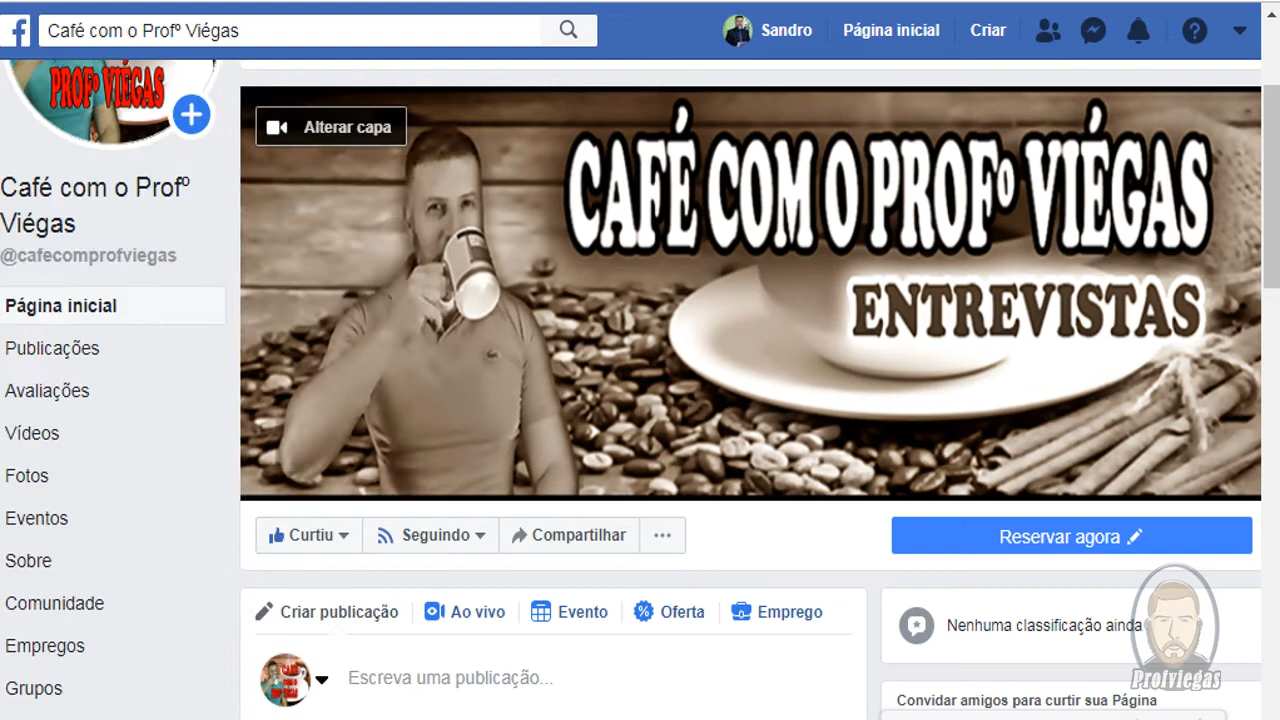 Café com o Profº Viégas
Sandro
Página inicial
Criar
PROFº VIÉGAS
Café com o Profº
Viégas
@cafecomprofviegas
Página inicial
Publicações
Avaliações
Vídeos
Fotos
Eventos
Sobre
Comunidade
Empregos
Grupos
Alterar capa
CAFÉ COM O PROFº VIÉGAS
ENTREVISTAS
Curtiu
Seguindo
Compartilhar
Reservar agora
Criar publicação
Ao vivo
Evento
Oferta
Emprego
Escreva uma publicação...
Nenhuma classificação ainda
Profviegas
Convidar amigos para curtir sua Página